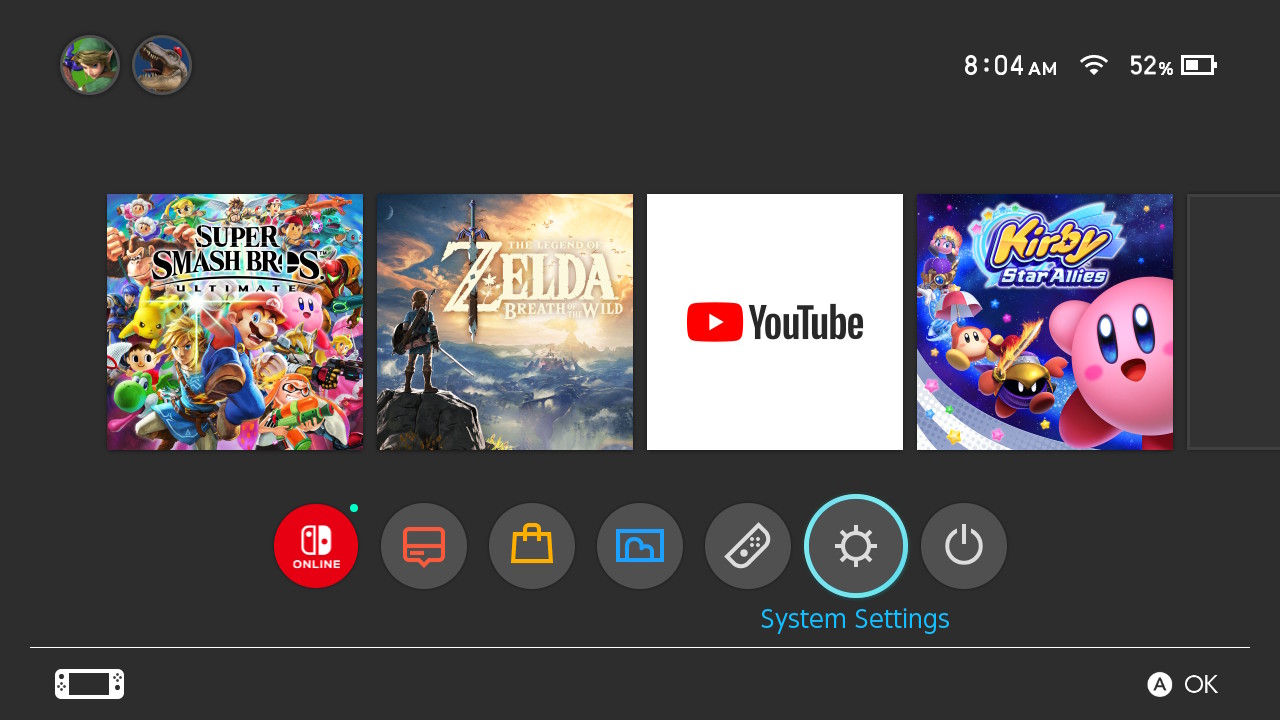 8:04 AM 52%
SUPER
SMASH BROS.™
ULTIMATE
THE LEGEND OF
ZELDA
BREATH OF THE WILD
YouTube
Kirby
Star Allies
ONLINE
System Settings
A OK